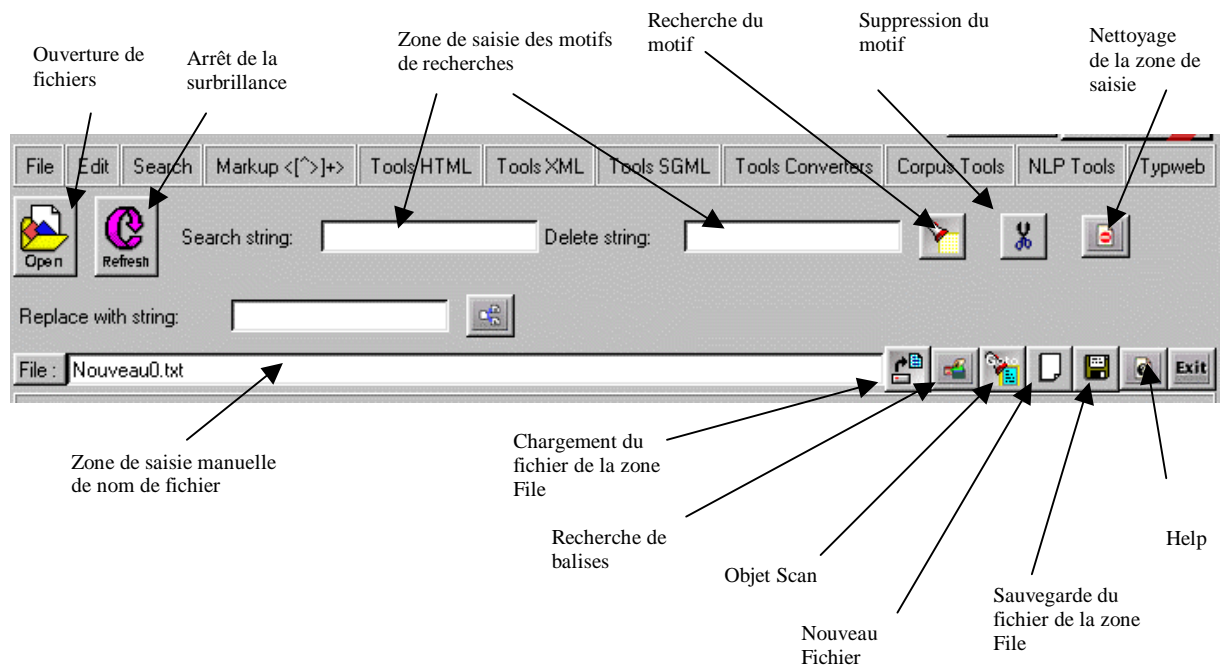 Ouverture de
fichiers
Arrêt de la
surbrillance
Zone de saisie des motifs
de recherches
Recherche du
motif
Suppression du
motif
Nettoyage
de la zone de
saisie
File Edit Search Markup <[^>]+> Tools HTML Tools XML Tools SGML Tools Converters Corpus Tools NLP Tools Typweb
Open
Refresh
Search string:
Delete string:
Replace with string:
File : Nouveau0.txt
Goto
Exit
Zone de saisie manuelle
de nom de fichier
Chargement du
fichier de la zone
File
Recherche de
balises
Objet Scan
Nouveau
Fichier
Sauvegarde du
fichier de la zone
File
Help